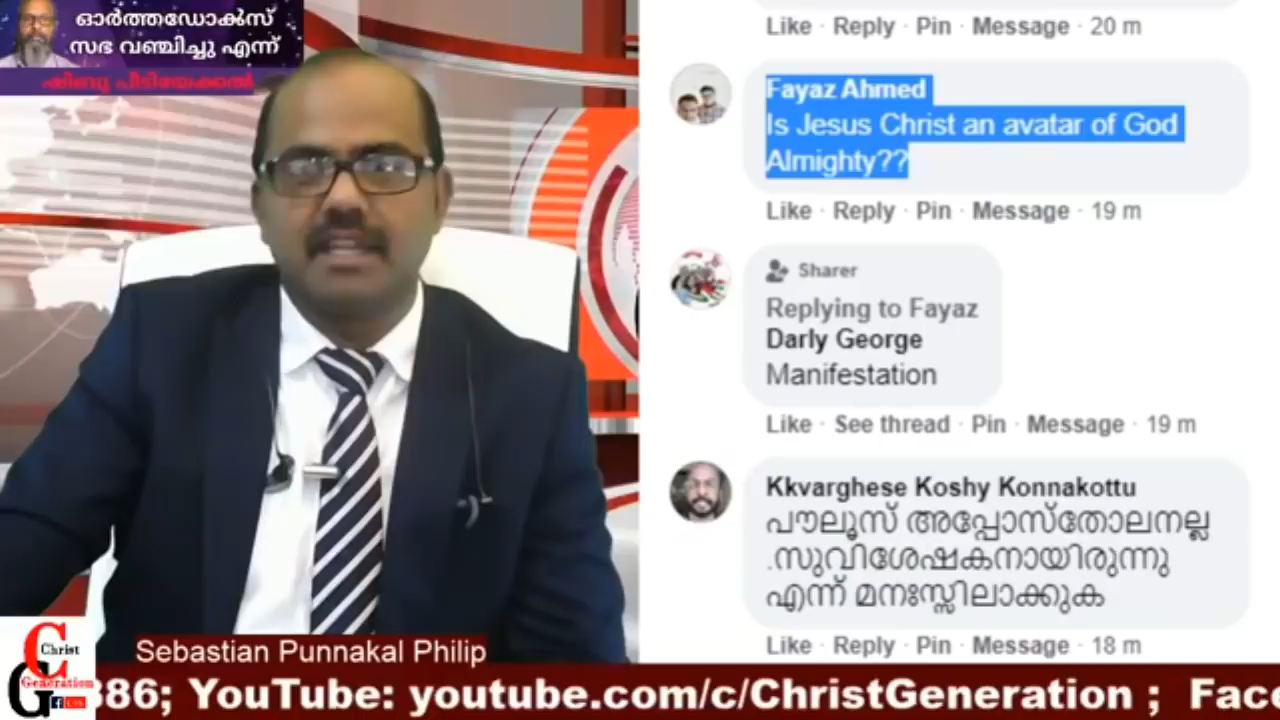 ഓർത്തഡോക്സ്
സഭ വഞ്ചിച്ചു എന്ന്
ഷിബു പീടിയേക്കൽ
Like · Reply · Pin · Message · 20 m
Fayaz Ahmed
Is Jesus Christ an avatar of God
Almighty??
Like · Reply · Pin · Message · 19 m
Sharer
Replying to Fayaz
Darly George
Manifestation
Like · See thread · Pin · Message · 19 m
Kkvarghese Koshy Konnakottu
പൗലൂസ് അപ്പോസ്തോലനല്ല
.സുവിശേഷകനായിരുന്നു
എന്ന് മനഃസ്സിലാക്കുക
Like · Reply · Pin · Message · 18 m
Sebastian Punnakal Philip
C
Christ
G
Generation
386; YouTube: youtube.com/c/ChristGeneration ; Face